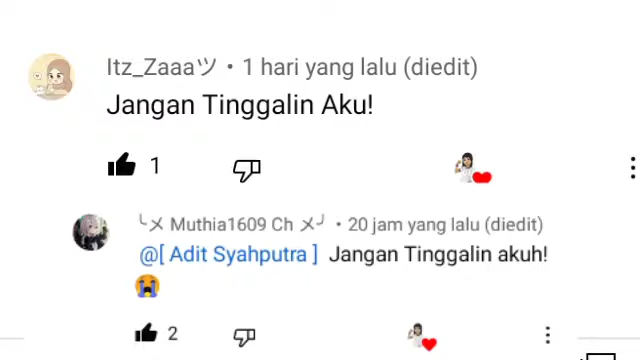 Itz_Zaaaツ • 1 hari yang lalu (diedit)
Jangan Tinggalin Aku!
1
╰メ Muthia1609 Ch メ╯ • 20 jam yang lalu (diedit)
@[ Adit Syahputra ] Jangan Tinggalin akuh!
😭
2